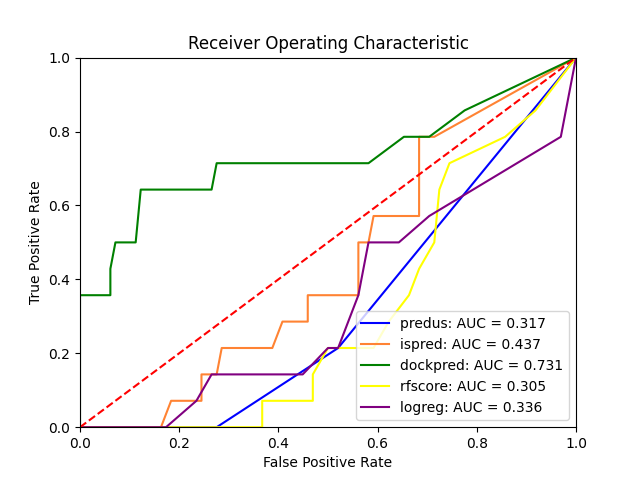 Receiver Operating Characteristic
True Positive Rate
1.0
0.8
0.6
0.4
0.2
0.0
predus: AUC = 0.317
ispred: AUC = 0.437
dockpred: AUC = 0.731
rfscore: AUC = 0.305
logreg: AUC = 0.336
0.0 0.2 0.4 0.6 0.8 1.0
False Positive Rate